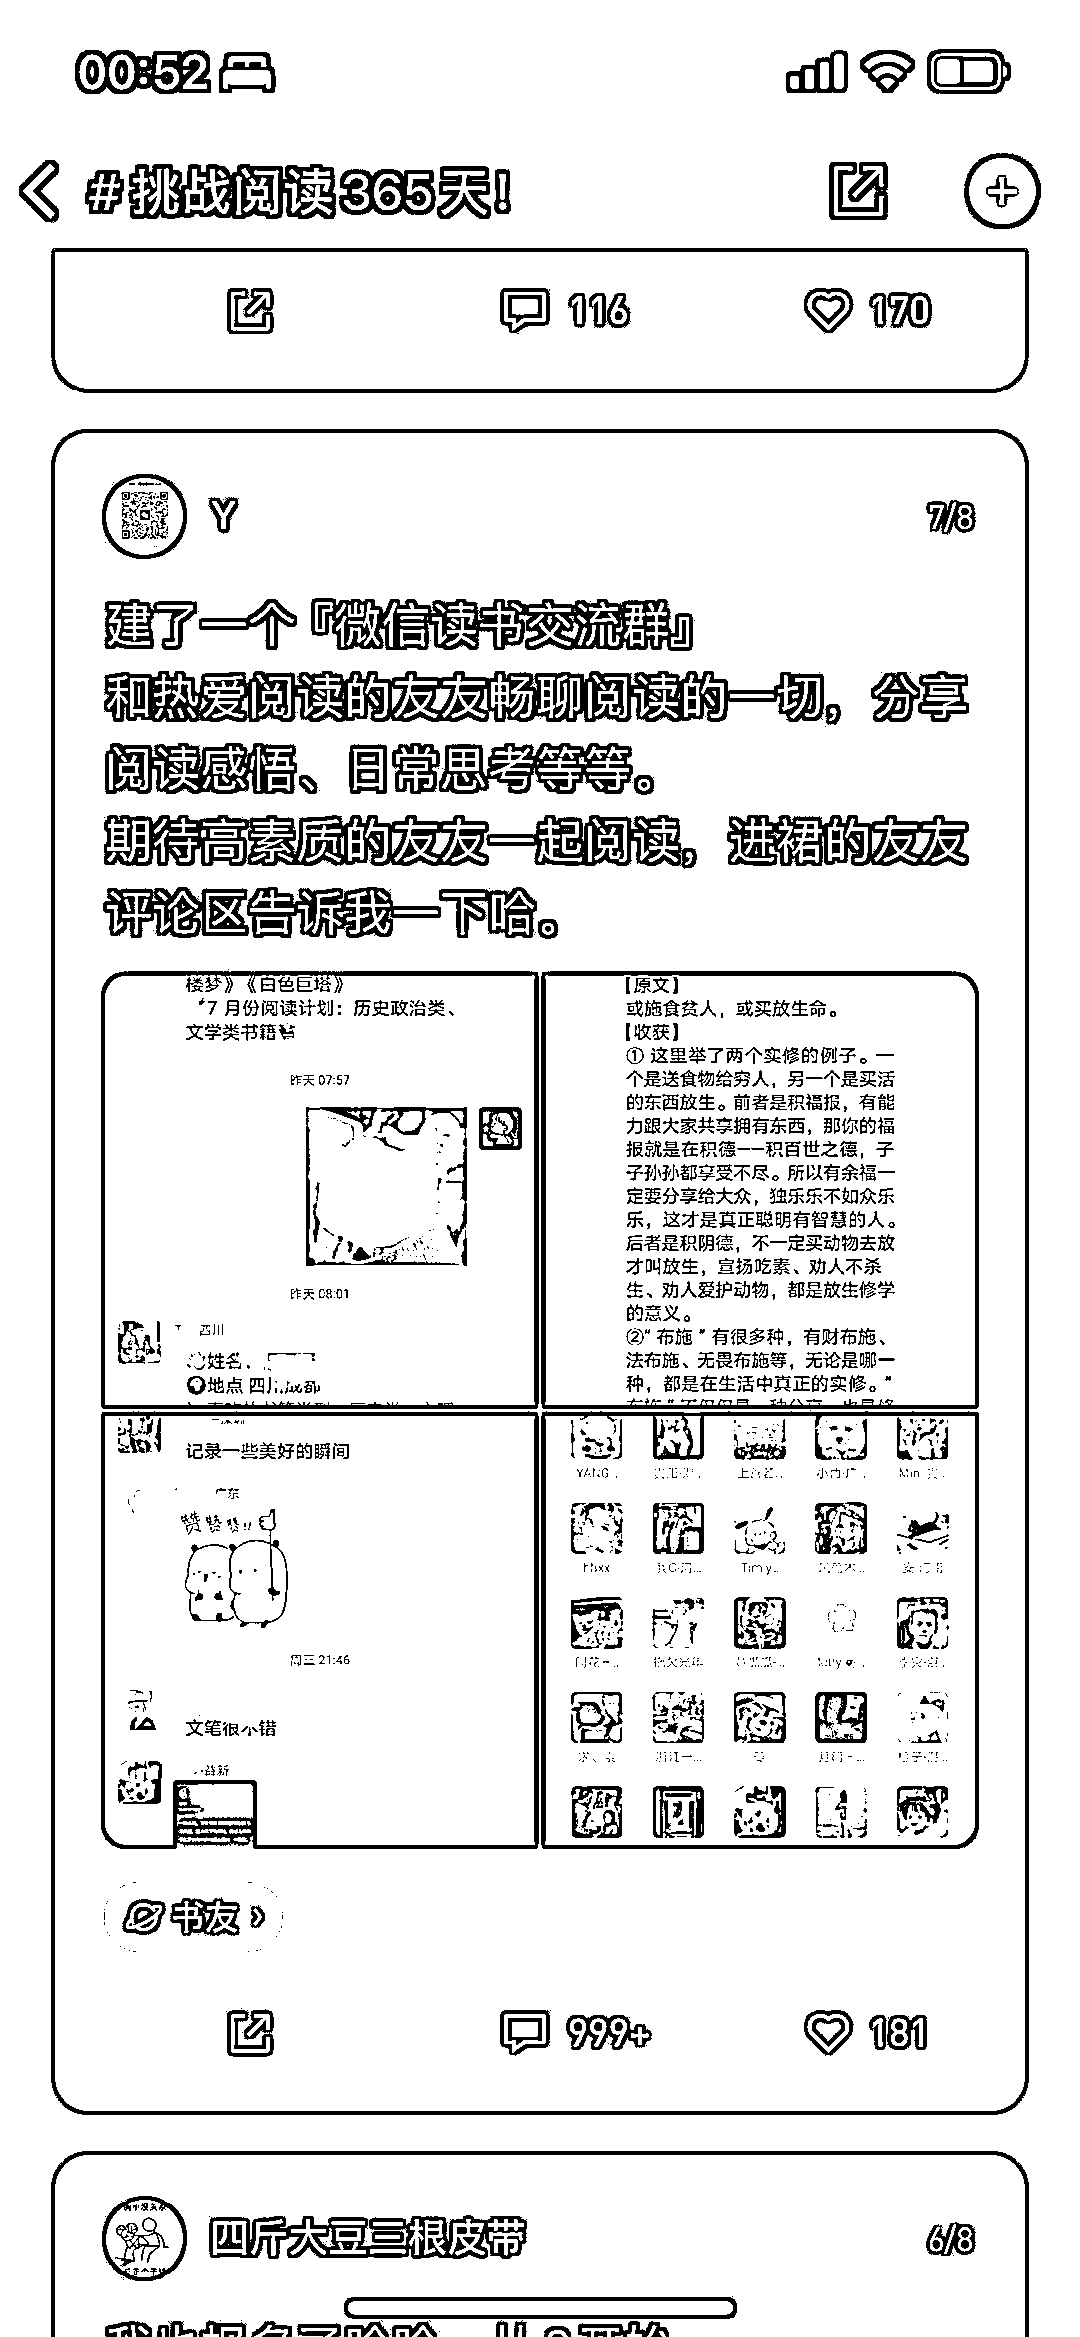 00:52
#挑战阅读365天!
116
170
Y
7/8
建了一个『微信读书交流群』
和热爱阅读的友友畅聊阅读的一切，分享
阅读感悟、日常思考等等。
期待高素质的友友一起阅读，进裙的友友
评论区告诉我一下哈。
楼梦》《白色巨塔》
7 月份阅读计划：历史政治类、
文学类书籍
昨天 07:57
昨天 08:01
四川
姓名
地点 四川成都
【原文】
或施食贫人，或买放生命。
【收获】
① 这里举了两个实修的例子。一
个是送食物给穷人，另一个是买活
的东西放生。前者是积福报，有能
力跟大家共享拥有东西，那你的福
报就是在积德——积百世之德，子
子孙孙都享受不尽。所以有余福一
定要分享给大众，独乐乐不如众乐
乐，这才是真正聪明有智慧的人。
后者是积阴德，不一定买动物去放
才叫放生，宣扬吃素、劝人不杀
生、劝人爱护动物，都是放生修学
的意义。
②“布施”有很多种，有财布施、
法布施、无畏布施等，无论是哪一
种，都是在生活中真正的实修。”
记录一些美好的瞬间
广东
赞赞赞!!
周三 21:46
文笔很不错
YANG...
Timy...
书友
999+
181
四斤大豆三根皮带
6/8